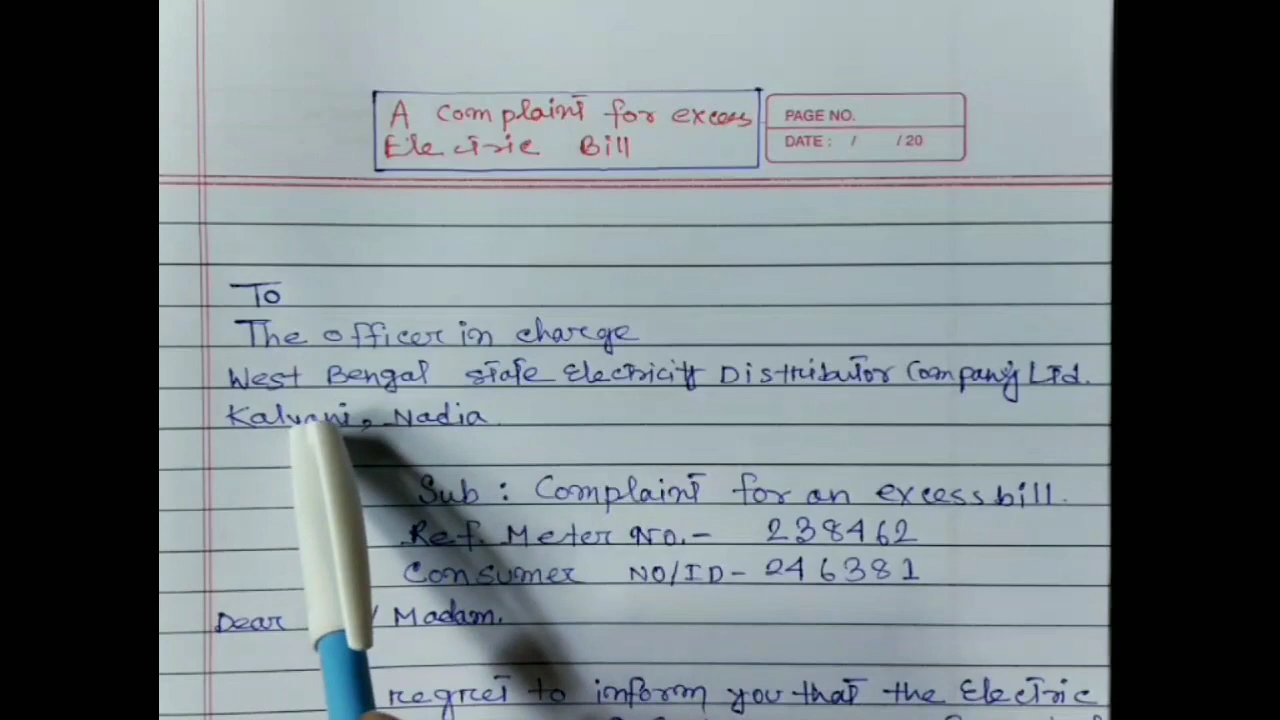 A complaint for excess
Electric Bill
PAGE NO.
DATE : / / 20
To
The officer in charge
West Bengal state Electricity Distributor Company Ltd.
Kalyani, Nadia
Sub : Complaint for an excess bill.
Ref. Meter No. - 238462
Consumer NO/ID - 246381
Dear / Madam.
regret to inform you that the Electric